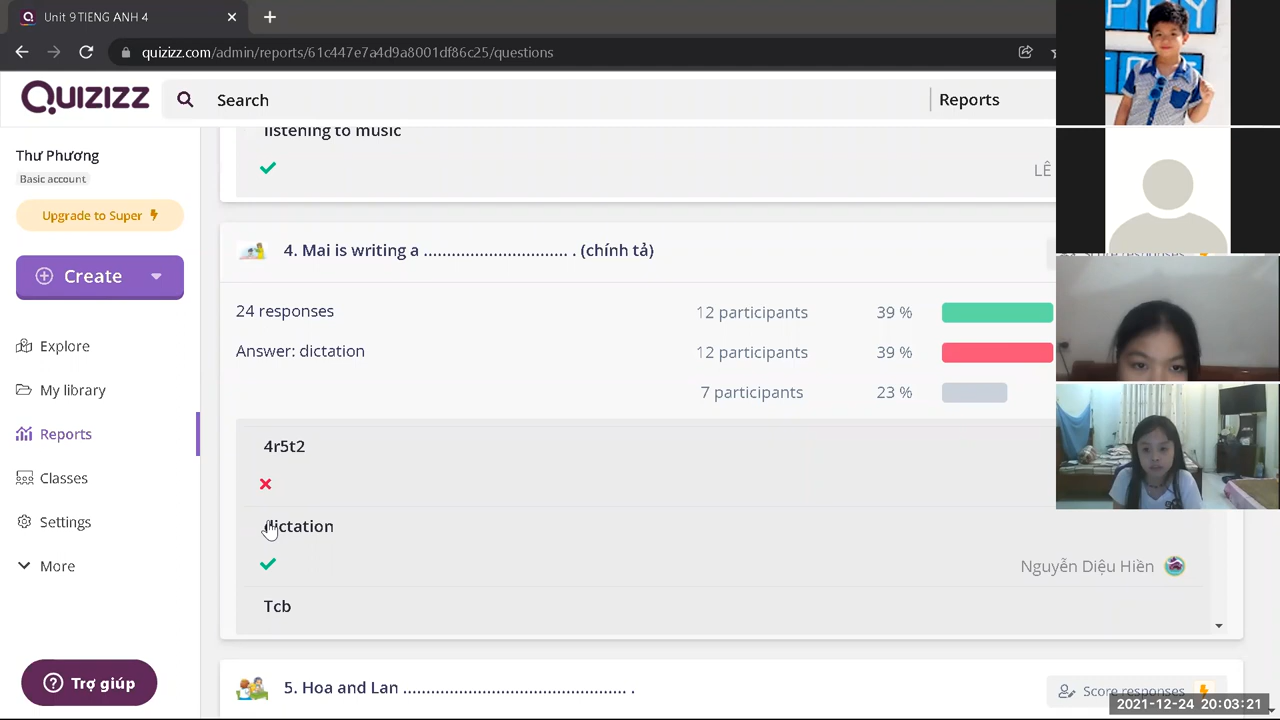 Unit 9 TIENG ANH 4
quizizz.com/admin/reports/61c447e7a4d9a8001df86c25/questions
QUIZIZZ
Search
Reports
Thư Phương
Basic account
Upgrade to Super
Create
Explore
My library
Reports
Classes
Settings
More
Trợ giúp
listening to music
LÊ
4. Mai is writing a ................................ . (chính tả)
24 responses
12 participants 39 %
Answer: dictation
12 participants 39 %
7 participants 23 %
4r5t2
dictation
Nguyễn Diệu Hiền
Tcb
5. Hoa and Lan .................................................. .
Score responses
2021-12-24 20:03:21